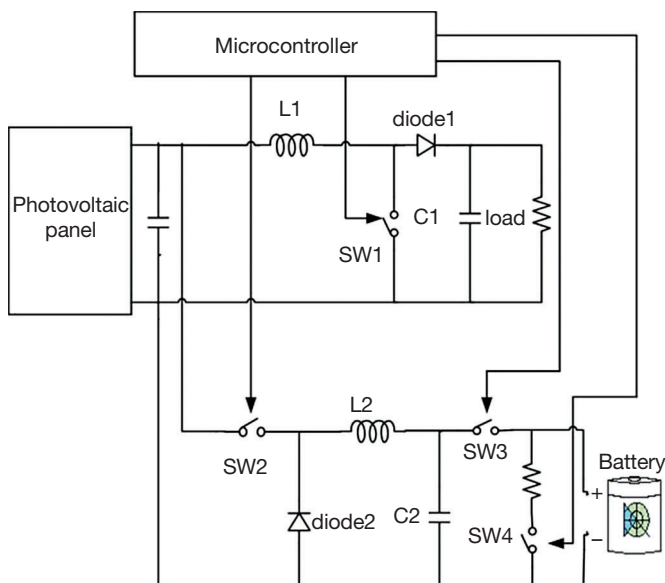 Microcontroller
L1
diode1
Photovoltaic
panel
C1
load
SW1
L2
SW2
SW3
Battery
diode2
C2
SW4
+
−